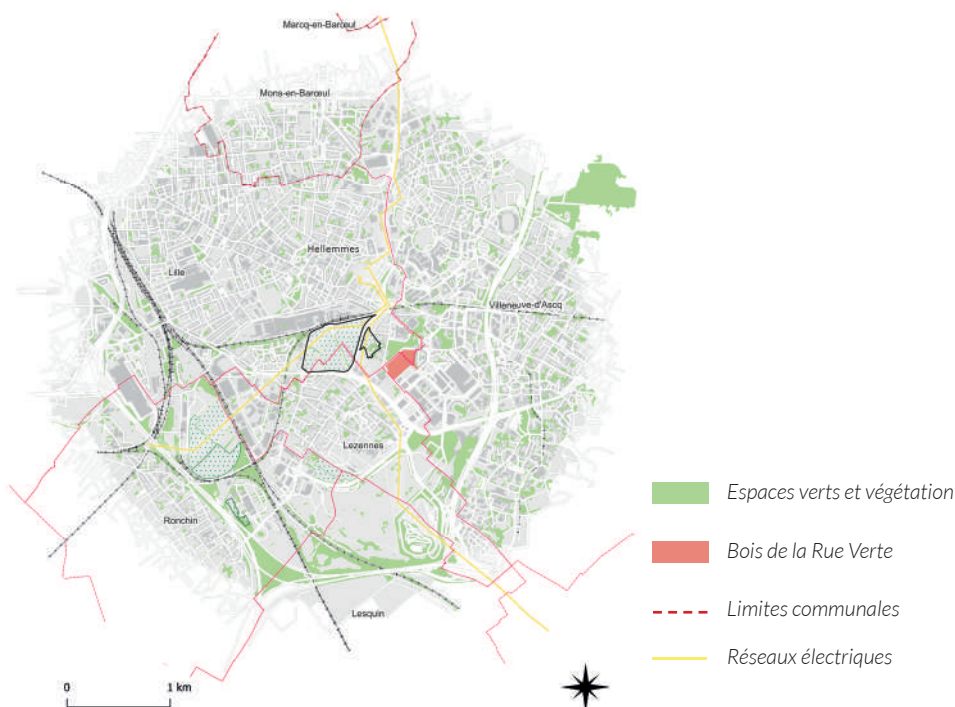 Marcq-en-Barœul
Mons-en-Barœul
Hellemmes
Lille
Villeneuve-d'Ascq
Lezennes
Ronchin
Lesquin
0 1 km
Espaces verts et végétation
Bois de la Rue Verte
Limites communales
Réseaux électriques